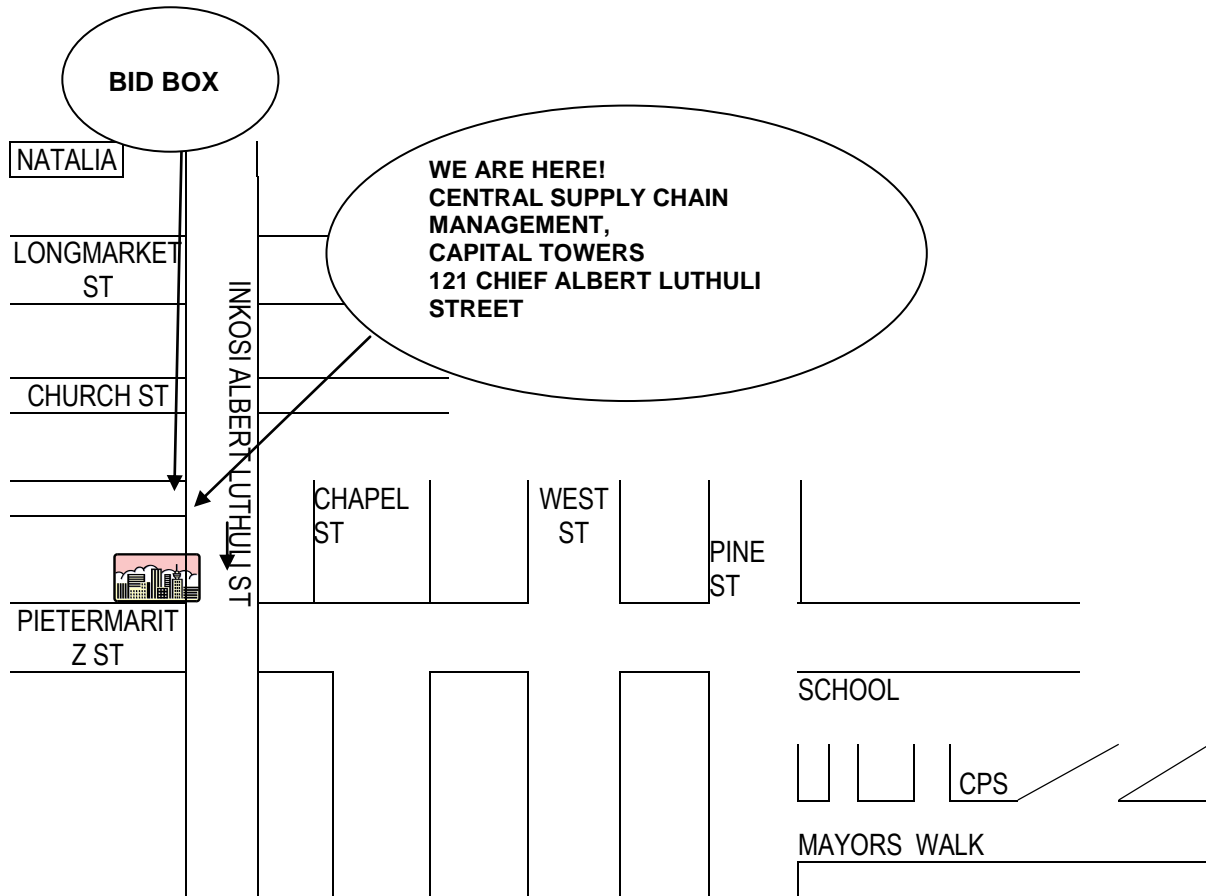 BID BOX
WE ARE HERE!
CENTRAL SUPPLY CHAIN
MANAGEMENT,
CAPITAL TOWERS
121 CHIEF ALBERT LUTHULI
STREET
NATALIA
LONGMARKET
ST
INKOSI ALBERT LUTHULI ST
CHURCH ST
CHAPEL
ST
WEST
ST
PINE
ST
PIETERMARIT
Z ST
SCHOOL
CPS
MAYORS WALK